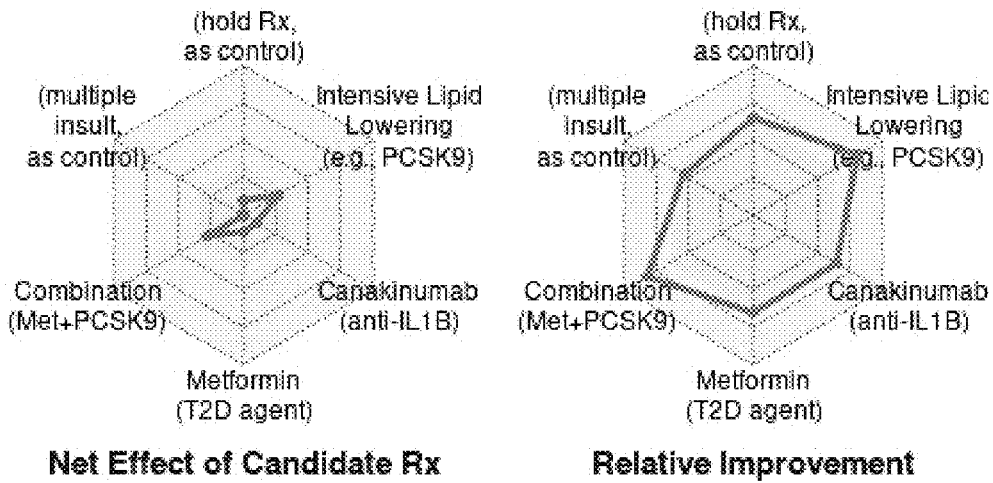 (hold Rx,
as control)
(multiple
insult,
as control)
Intensive Lipid
Lowering
(e.g., PCSK9)
Combination
(Met+PCSK9)
Canakinumab
(anti-IL1B)
Metformin
(T2D agent)
Net Effect of Candidate Rx
(hold Rx,
as control)
(multiple
insult,
as control)
Intensive Lipid
Lowering
(e.g., PCSK9)
Combination
(Met+PCSK9)
Canakinumab
(anti-IL1B)
Metformin
(T2D agent)
Relative Improvement